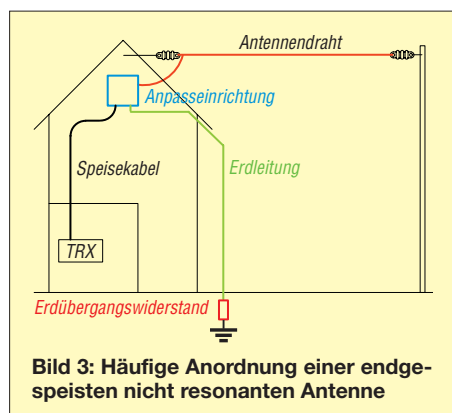 Antennendraht
Anpasseinrichtung
Speisekabel
Erdleitung
TRX
Erdübergangswiderstand
Bild 3: Häufige Anordnung einer endge-
speisten nicht resonanten Antenne